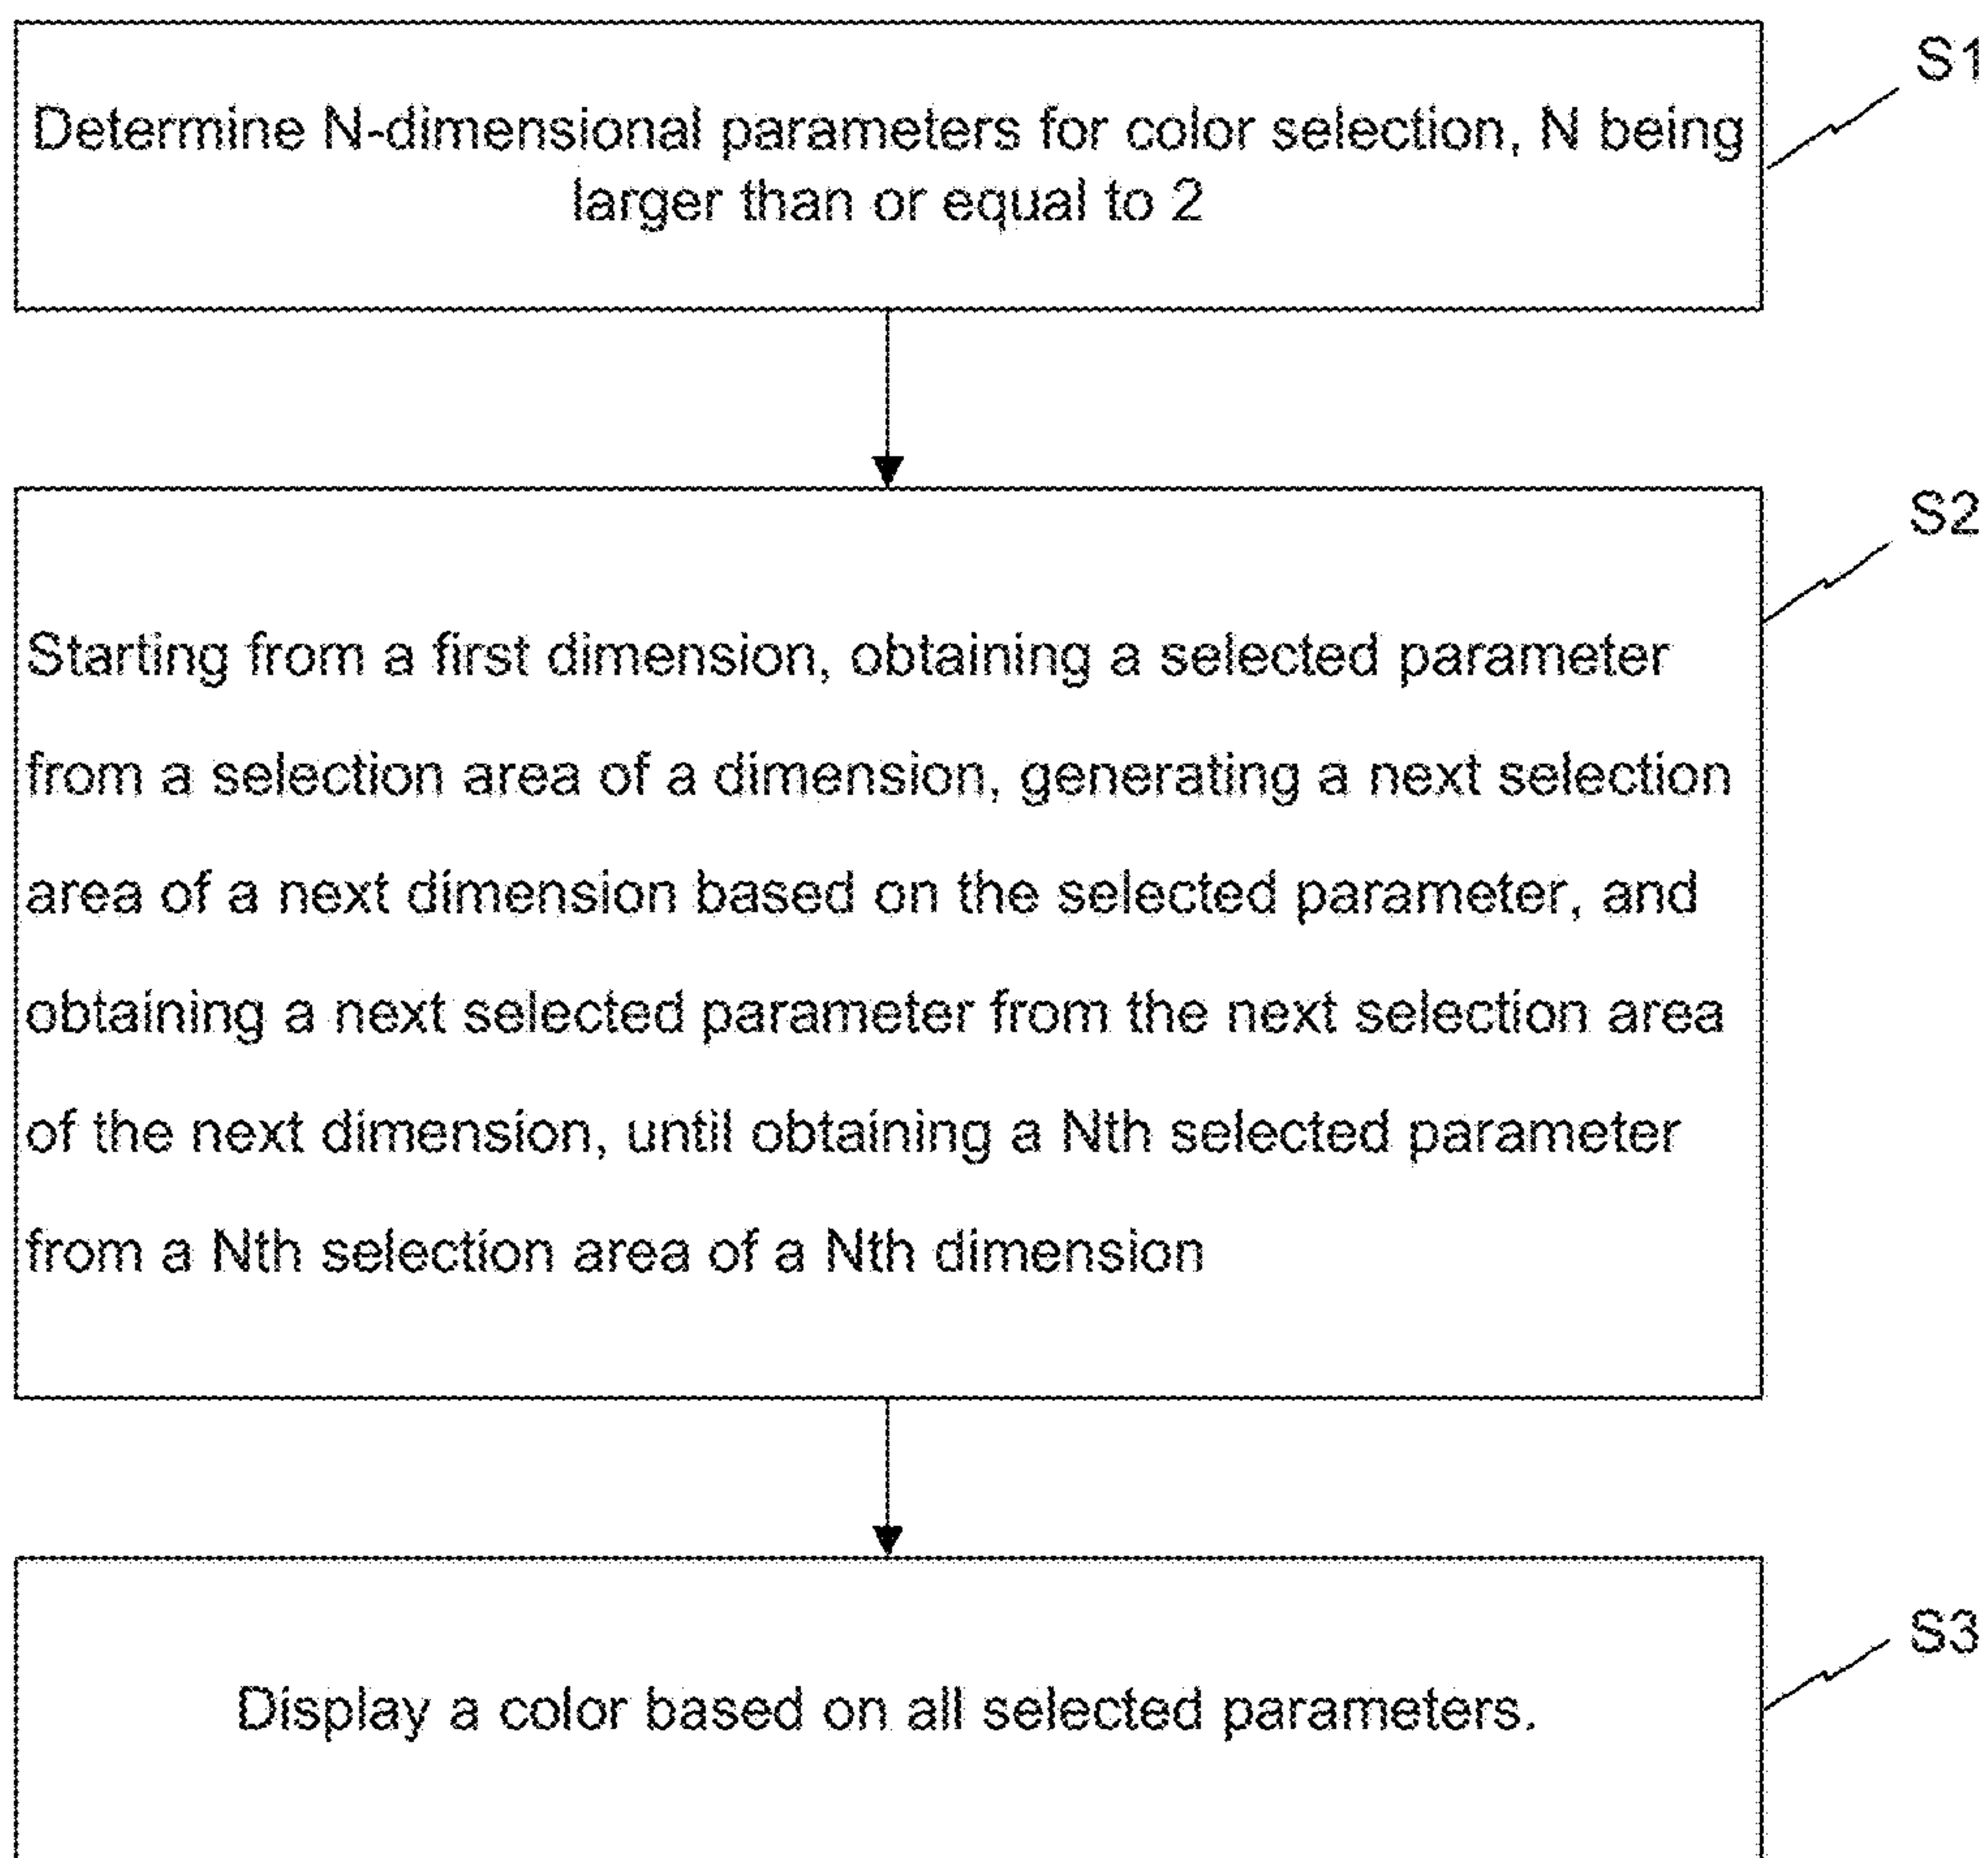 S1
Determine N-dimensional parameters for color selection, N being
larger than or equal to 2
S2
Starting from a first dimension, obtaining a selected parameter
from a selection area of a dimension, generating a next selection
area of a next dimension based on the selected parameter, and
obtaining a next selected parameter from the next selection area
of the next dimension, until obtaining a Nth selected parameter
from a Nth selection area of a Nth dimension
S3
Display a color based on all selected parameters.